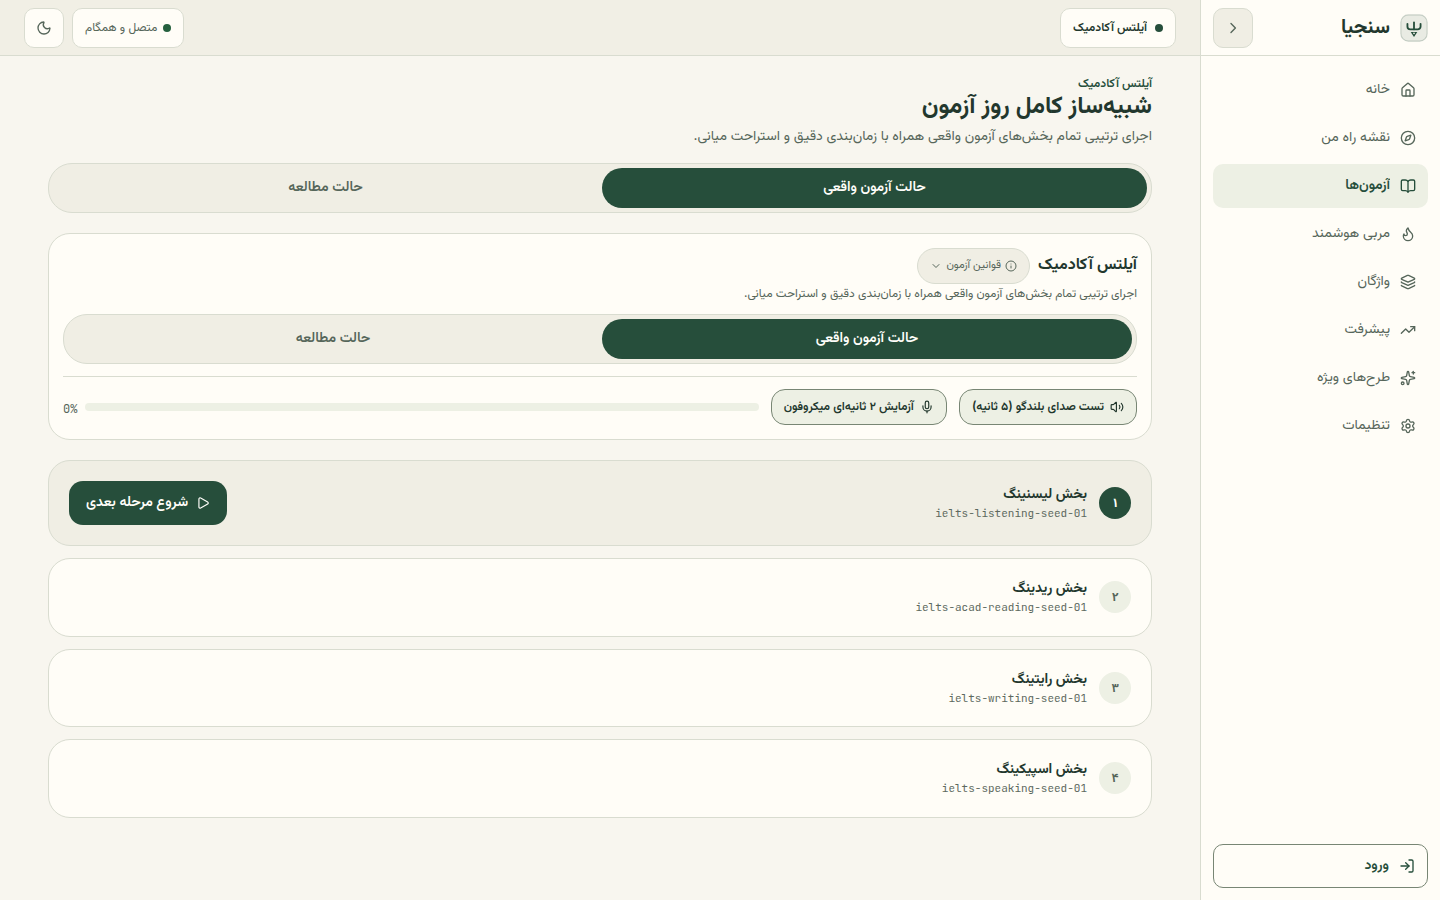 سنجیا
آیلتس آکادمیک
متصل و همگام
خانه
نقشه راه من
آزمون‌ها
مربی هوشمند
واژگان
پیشرفت
طرح‌های ویژه
تنظیمات
ورود
آیلتس آکادمیک
شبیه‌ساز کامل روز آزمون
اجرای ترتیبی تمام بخش‌های آزمون واقعی همراه با زمان‌بندی دقیق و استراحت میانی.
حالت آزمون واقعی
حالت مطالعه
آیلتس آکادمیک
قوانین آزمون
اجرای ترتیبی تمام بخش‌های آزمون واقعی همراه با زمان‌بندی دقیق و استراحت میانی.
حالت آزمون واقعی
حالت مطالعه
تست صدای بلندگو (۵ ثانیه)
آزمایش ۲ ثانیه‌ای میکروفون
0%
۱
بخش لیسنینگ
ielts-listening-seed-01
شروع مرحله بعدی
۲
بخش ریدینگ
ielts-acad-reading-seed-01
۳
بخش رایتینگ
ielts-writing-seed-01
۴
بخش اسپیکینگ
ielts-speaking-seed-01